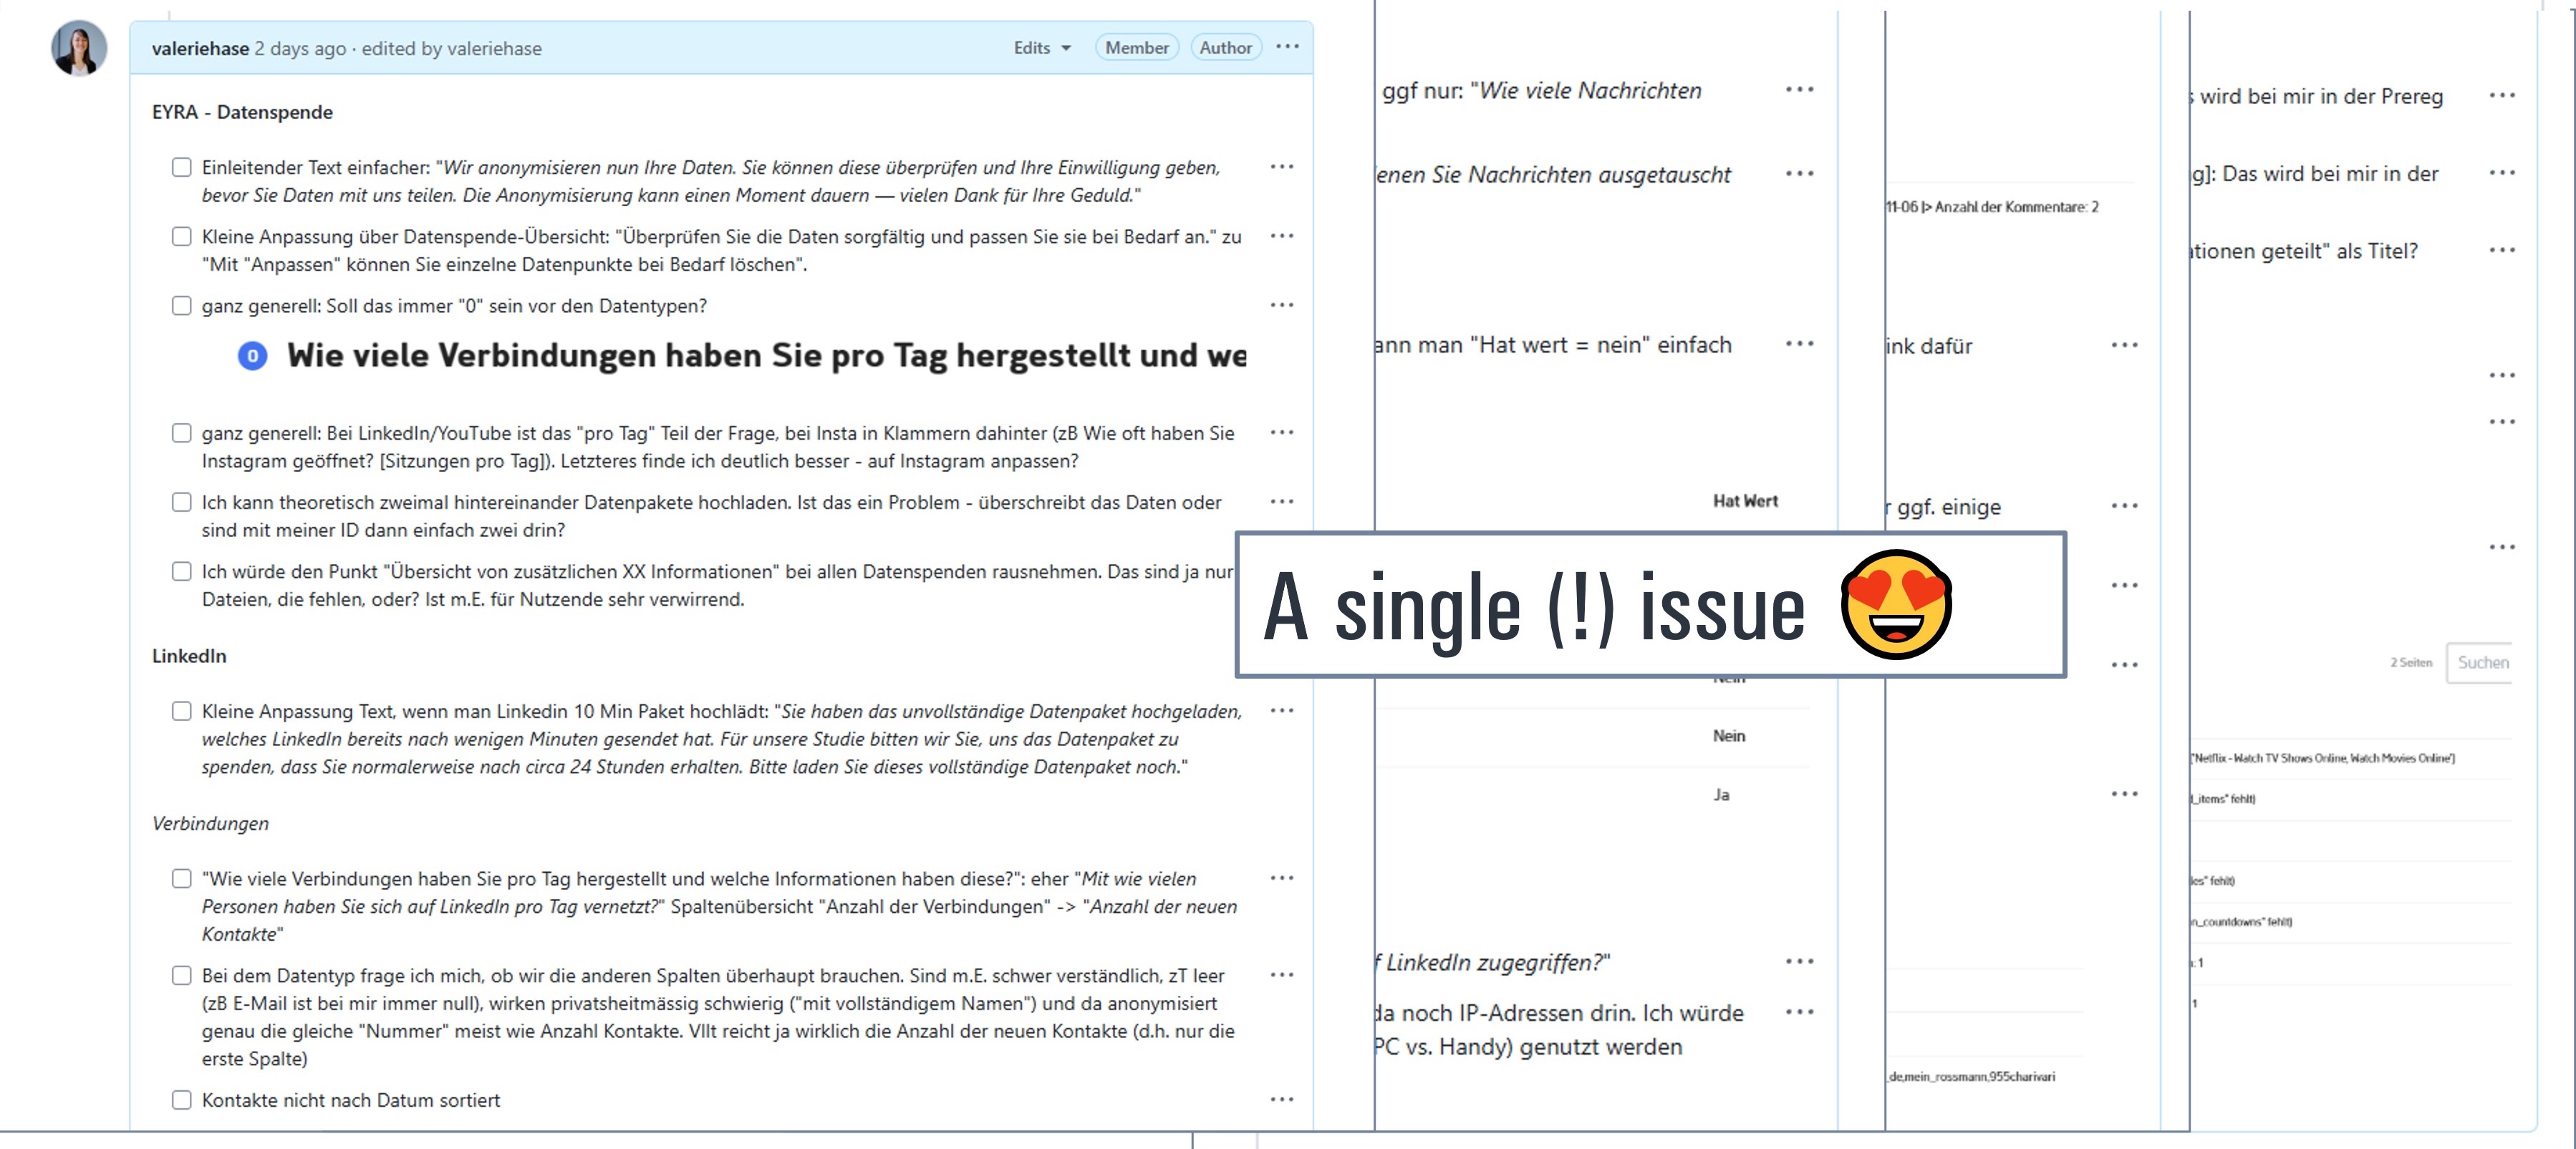 valeriehase 2 days ago · edited by valeriehase
Edits
Member
Author
EYRA - Datenspende
Einleitender Text einfacher: "Wir anonymisieren nun Ihre Daten. Sie können diese überprüfen und Ihre Einwilligung geben,
bevor Sie Daten mit uns teilen. Die Anonymisierung kann einen Moment dauern — vielen Dank für Ihre Geduld."
Kleine Anpassung über Datenspende-Übersicht: "Überprüfen Sie die Daten sorgfältig und passen Sie sie bei Bedarf an." zu
"Mit "Anpassen" können Sie einzelne Datenpunkte bei Bedarf löschen".
ganz generell: Soll das immer "0" sein vor den Datentypen?
0 Wie viele Verbindungen haben Sie pro Tag hergestellt und we
ganz generell: Bei LinkedIn/YouTube ist das "pro Tag" Teil der Frage, bei Insta in Klammern dahinter (zB Wie oft haben Sie
Instagram geöffnet? [Sitzungen pro Tag]). Letzteres finde ich deutlich besser - auf Instagram anpassen?
Ich kann theoretisch zweimal hintereinander Datenpakete hochladen. Ist das ein Problem - überschreibt das Daten oder
sind mit meiner ID dann einfach zwei drin?
Ich würde den Punkt "Übersicht von zusätzlichen XX Informationen" bei allen Datenspenden rausnehmen. Das sind ja nur
Dateien, die fehlen, oder? Ist m.E. für Nutzende sehr verwirrend.
LinkedIn
Kleine Anpassung Text, wenn man Linkedin 10 Min Paket hochlädt: "Sie haben das unvollständige Datenpaket hochgeladen,
welches LinkedIn bereits nach wenigen Minuten gesendet hat. Für unsere Studie bitten wir Sie, uns das Datenpaket zu
spenden, dass Sie normalerweise nach circa 24 Stunden erhalten. Bitte laden Sie dieses vollständige Datenpaket noch."
Verbindungen
"Wie viele Verbindungen haben Sie pro Tag hergestellt und welche Informationen haben diese?": eher "Mit wie vielen
Personen haben Sie sich auf LinkedIn pro Tag vernetzt?" Spaltenübersicht "Anzahl der Verbindungen" -> "Anzahl der neuen
Kontakte"
Bei dem Datentyp frage ich mich, ob wir die anderen Spalten überhaupt brauchen. Sind m.E. schwer verständlich, zT leer
(zB E-Mail ist bei mir immer null), wirken privatsheitmässig schwierig ("mit vollständigem Namen") und da anonymisiert
genau die gleiche "Nummer" meist wie Anzahl Kontakte. Vllt reicht ja wirklich die Anzahl der neuen Kontakte (d.h. nur die
erste Spalte)
Kontakte nicht nach Datum sortiert
ggf nur: "Wie viele Nachrichten
enen Sie Nachrichten ausgetauscht
ann man "Hat wert = nein" einfach
Hat Wert
A single (!) issue 😍
Nein
Nein
Ja
f LinkedIn zugegriffen?"
da noch IP-Adressen drin. Ich würde
PC vs. Handy) genutzt werden
11-06 |> Anzahl der Kommentare: 2
ink dafür
r ggf. einige
_de,mein_rossmann,955charivari
s wird bei mir in der Prereg
g]: Das wird bei mir in der
ationen geteilt" als Titel?
2 Seiten
Suchen
['Netflix - Watch TV Shows Online, Watch Movies Online']
_items" fehlt)
les" fehlt)
n_countdowns" fehlt)
: 1
1